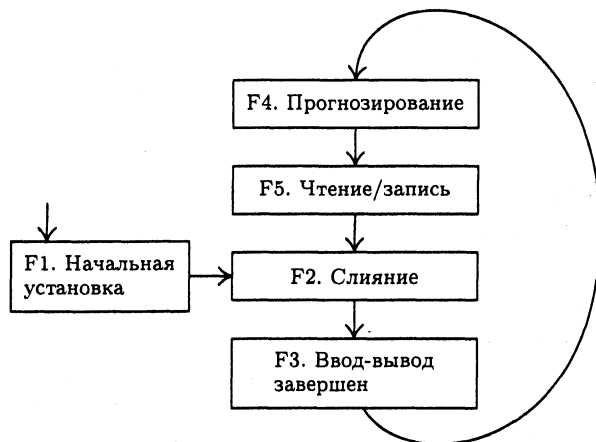 F4. Прогнозирование
F5. Чтение/запись
F1. Начальная
установка
F2. Слияние
F3. Ввод-вывод
завершен